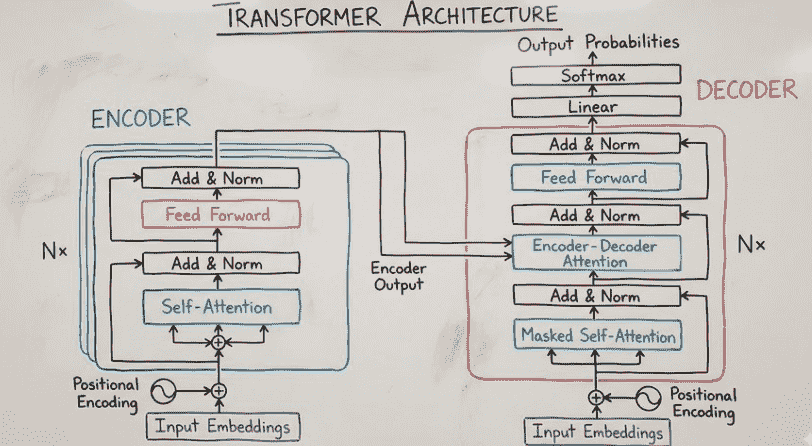 TRANSFORMER ARCHITECTURE
ENCODER
Add & Norm
Feed Forward
Nx
Add & Norm
Self-Attention
Positional
Encoding
Input Embeddings
Encoder
Output
Output Probabilities
Softmax
DECODER
Linear
Add & Norm
Feed Forward
Add & Norm
Encoder-Decoder
Attention
Nx
Add & Norm
Masked Self-Attention
Positional
Encoding
Input Embeddings